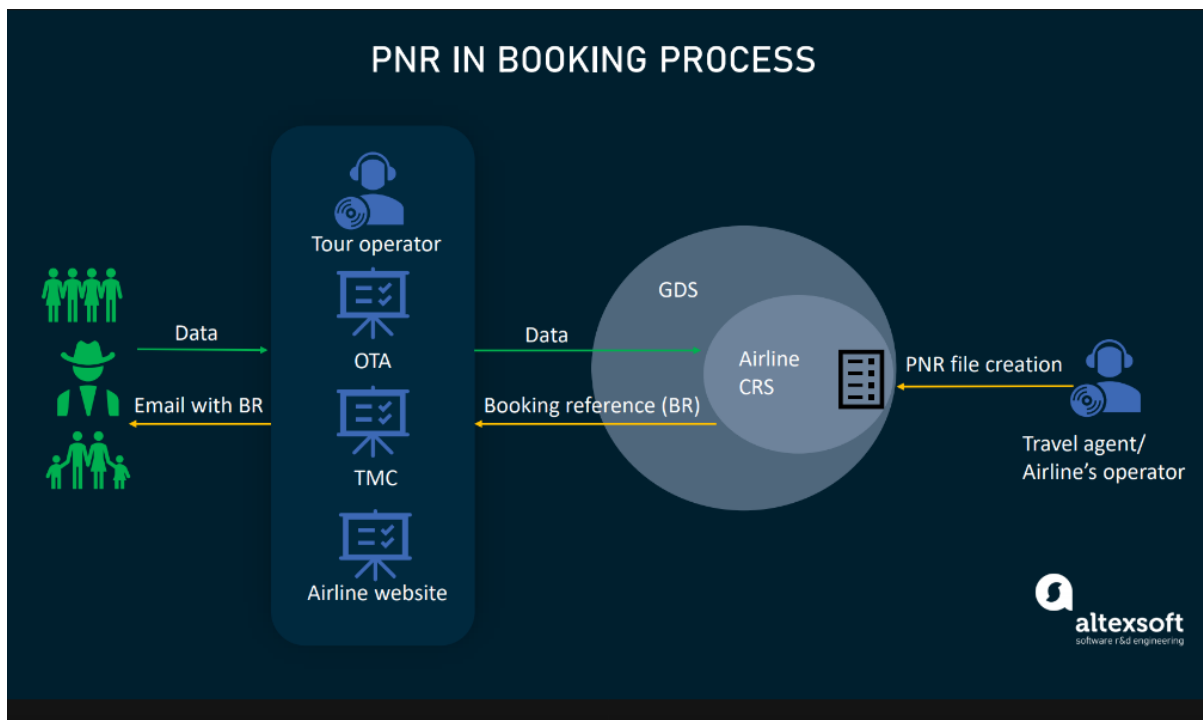 PNR IN BOOKING PROCESS
Tour operator
OTA
TMC
Airline website
Data
Email with BR
Data
Booking reference (BR)
GDS
Airline
CRS
PNR file creation
Travel agent/
Airline's operator
altexsoft
software r&d engineering